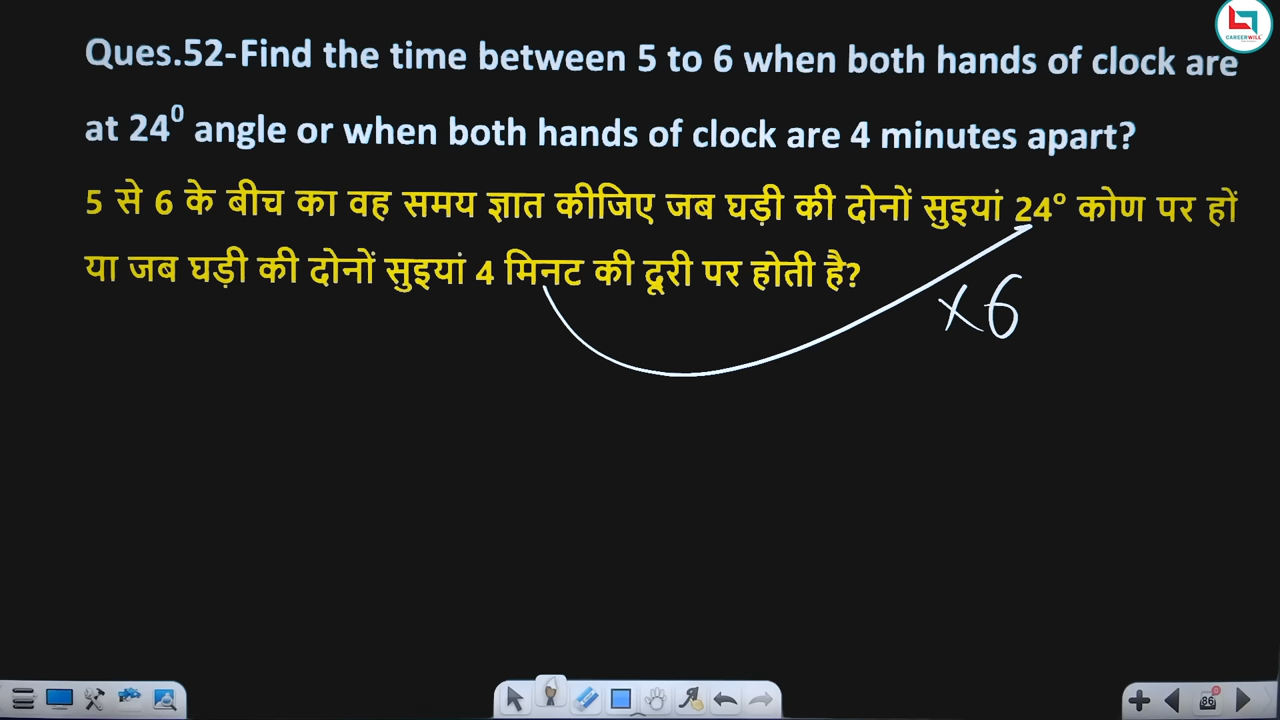 CAREERWILL
Ques.52-Find the time between 5 to 6 when both hands of clock are
at 24⁰ angle or when both hands of clock are 4 minutes apart?
5 से 6 के बीच का वह समय ज्ञात कीजिए जब घड़ी की दोनों सुइयां 24° कोण पर हों
या जब घड़ी की दोनों सुइयां 4 मिनट की दूरी पर होती है?
×6
86